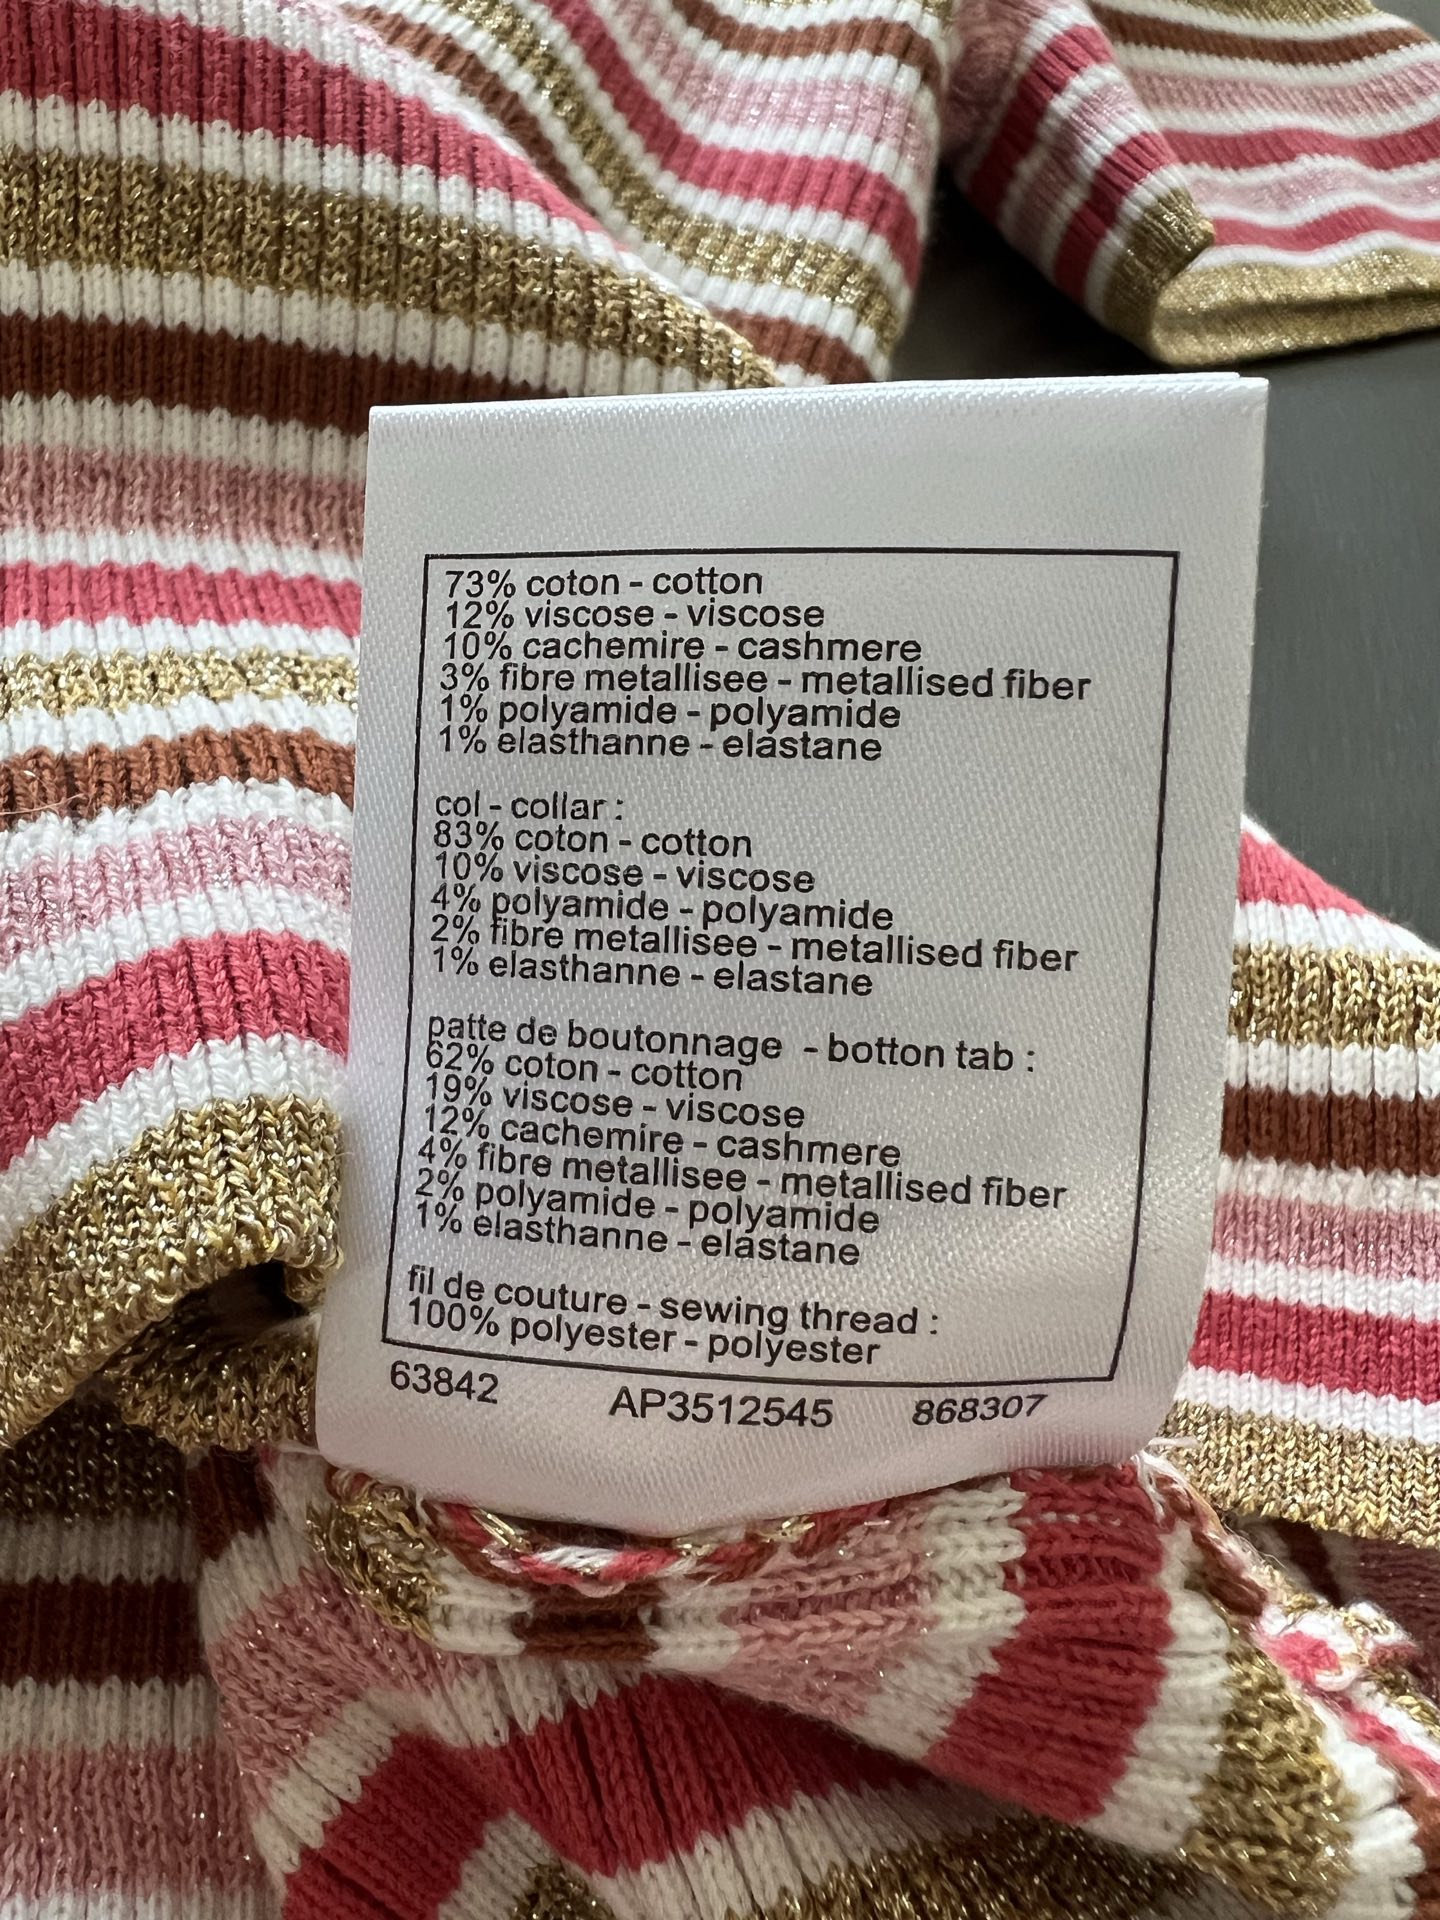 73% coton - cotton
12% viscose - viscose
10% cachemire - cashmere
3% fibre metallisee - metallised fiber
1% polyamide - polyamide
1% elasthanne - elastane
col - collar :
83% coton - cotton
10% viscose - viscose
4% polyamide - polyamide
2% fibre metallisee - metallised fiber
1% elasthanne - elastane
patte de boutonnage - botton tab :
62% coton - cotton
19% viscose - viscose
12% cachemire - cashmere
4% fibre metallisee - metallised fiber
2% polyamide - polyamide
1% elasthanne - elastane
fil de couture - sewing thread :
100% polyester - polyester
63842 AP3512545 868307